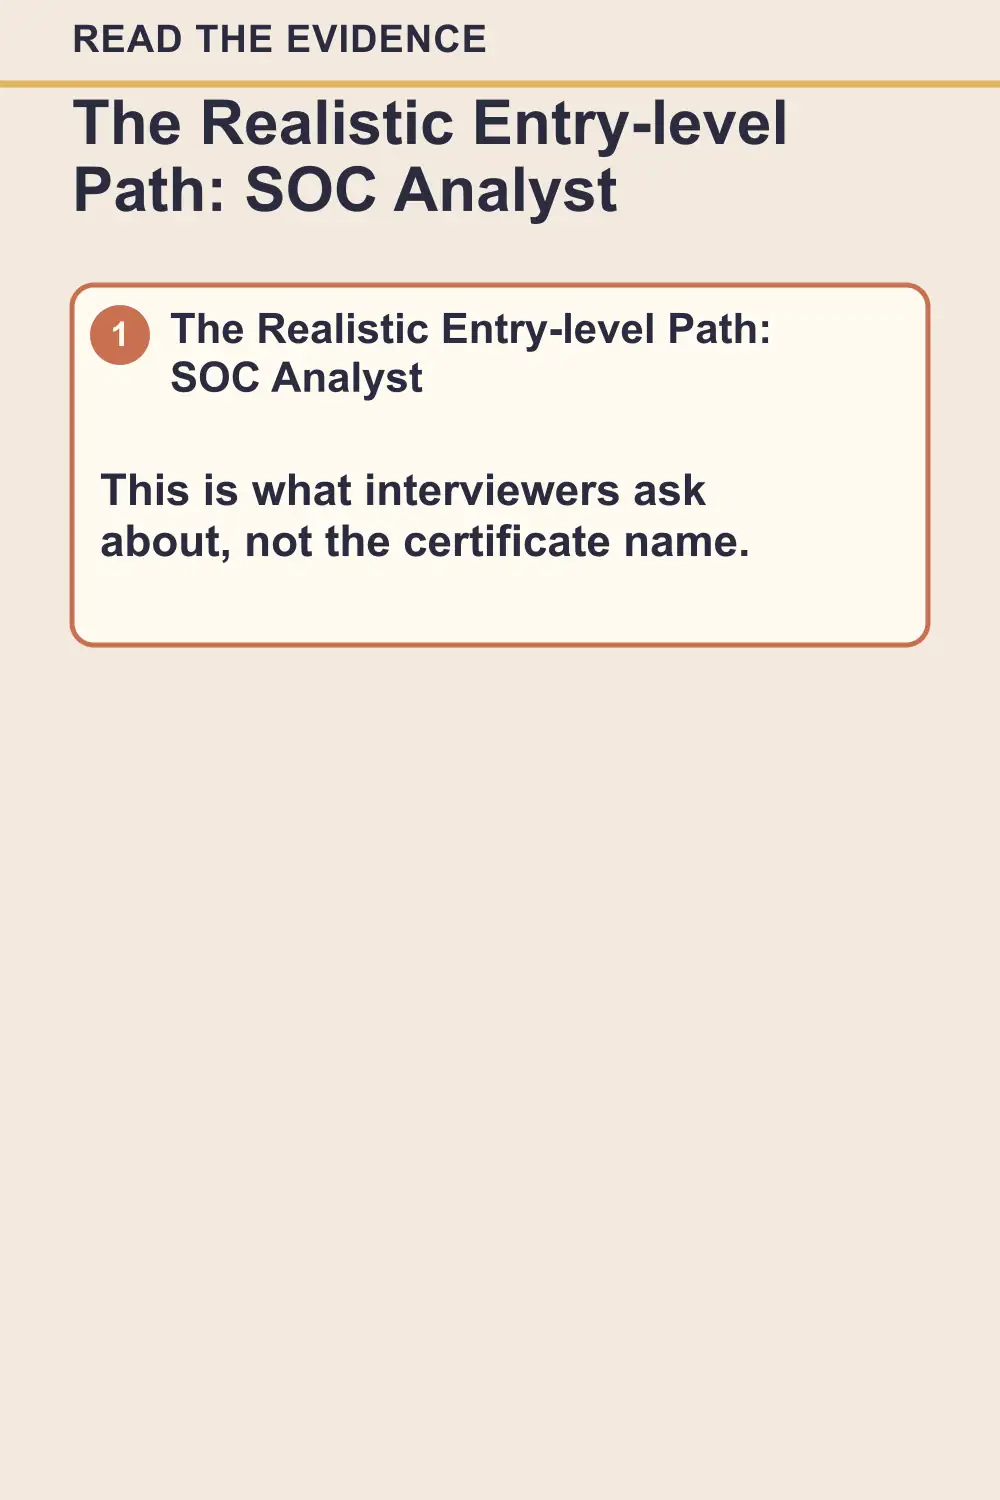 READ THE EVIDENCE
The Realistic Entry-level
Path: SOC Analyst
1
The Realistic Entry-level Path:
SOC Analyst
This is what interviewers ask
about, not the certificate name.